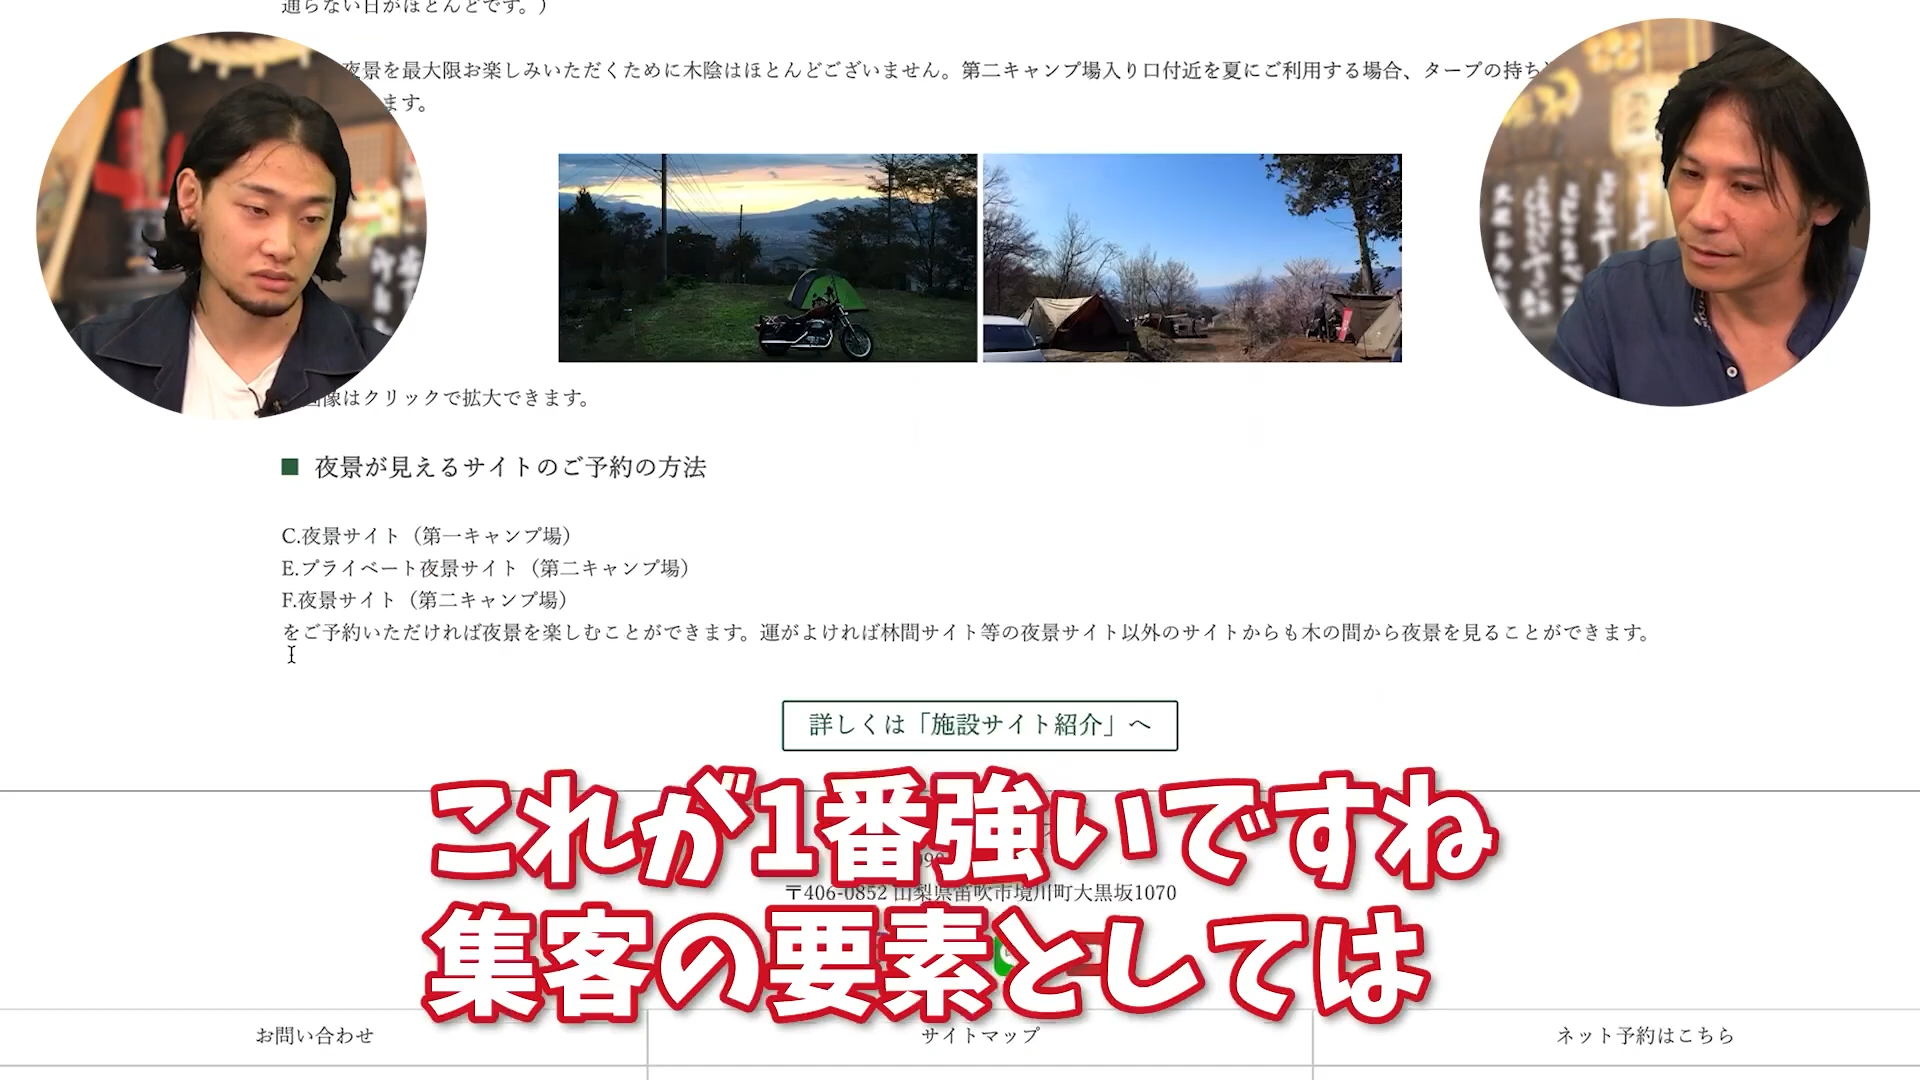 通らない日がほとんどです。）
夜景を最大限お楽しみいただくために木陰はほとんどございません。第二キャンプ場入り口付近を夏にご利用する場合、タープの持ち
ます。
画像はクリックで拡大できます。
■ 夜景が見えるサイトのご予約の方法
C.夜景サイト（第一キャンプ場）
E.プライベート夜景サイト（第二キャンプ場）
F.夜景サイト（第二キャンプ場）
をご予約いただければ夜景を楽しむことができます。運がよければ林間サイト等の夜景サイト以外のサイトからも木の間から夜景を見ることができます。
詳しくは「施設サイト紹介」へ
これが1番強いですね
〒406-0852 山梨県笛吹市境川町大黒坂1070
集客の要素としては
お問い合わせ
サイトマップ
ネット予約はこちら